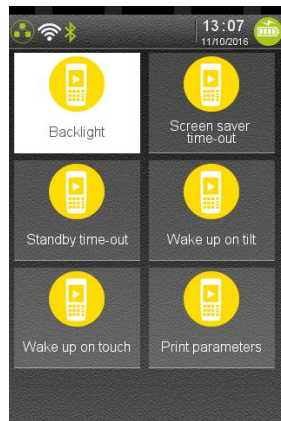 13:07
11/10/2016
Backlight
Screen saver
time-out
Standby time-out
Wake up on tilt
Wake up on touch
Print parameters